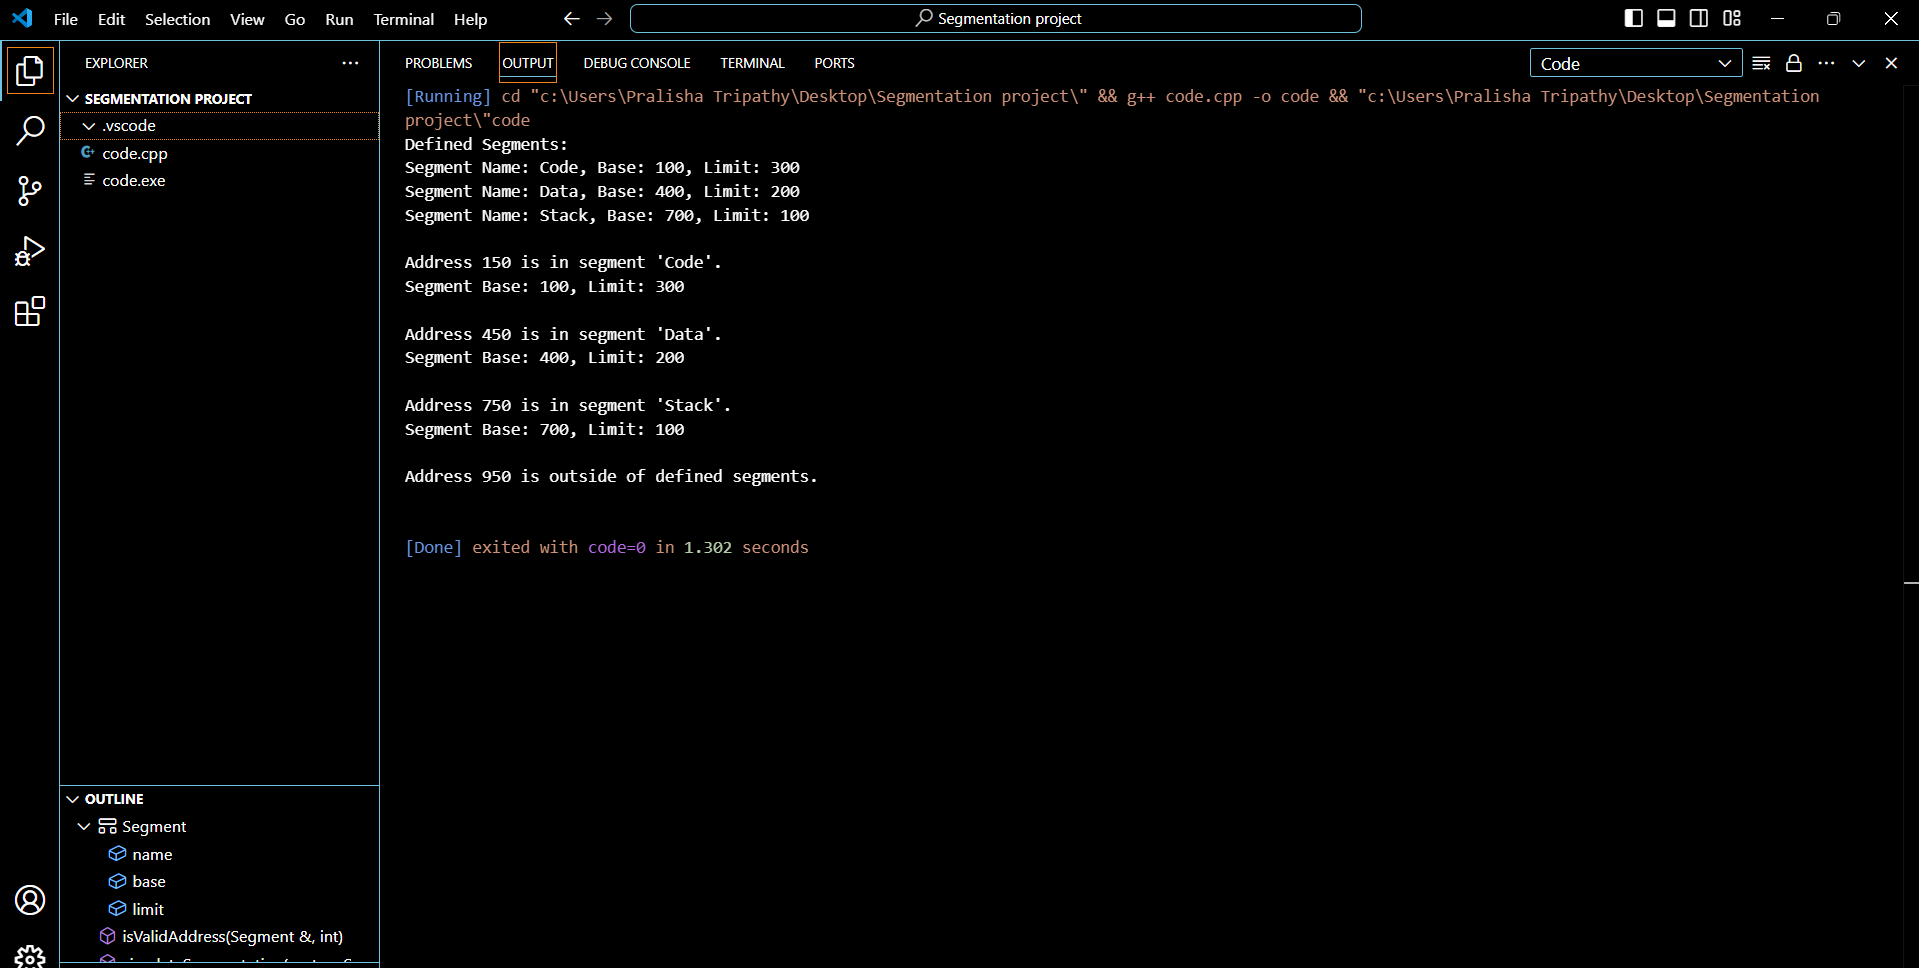 File Edit Selection View Go Run Terminal Help
Segmentation project
EXPLORER
SEGMENTATION PROJECT
.vscode
code.cpp
code.exe
PROBLEMS OUTPUT DEBUG CONSOLE TERMINAL PORTS
Code
[Running] cd "c:\Users\Pralisha Tripathy\Desktop\Segmentation project\" && g++ code.cpp -o code && "c:\Users\Pralisha Tripathy\Desktop\Segmentation
project\"code
Defined Segments:
Segment Name: Code, Base: 100, Limit: 300
Segment Name: Data, Base: 400, Limit: 200
Segment Name: Stack, Base: 700, Limit: 100
Address 150 is in segment 'Code'.
Segment Base: 100, Limit: 300
Address 450 is in segment 'Data'.
Segment Base: 400, Limit: 200
Address 750 is in segment 'Stack'.
Segment Base: 700, Limit: 100
Address 950 is outside of defined segments.
[Done] exited with code=0 in 1.302 seconds
OUTLINE
Segment
name
base
limit
isValidAddress(Segment &, int)